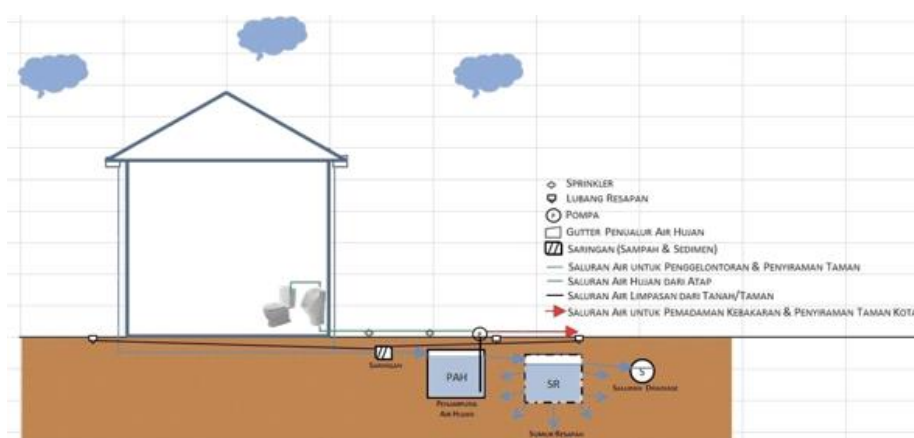 SPRINKLER
LUBANG RESAPAN
P
POMPA
GUTTER PENYALUR AIR HUJAN
SARINGAN (SAMPAH & SEDIMEN)
SALURAN AIR UNTUK PENGGELONTORAN & PENYIRAMAN TAMAN
SALURAN AIR HUJAN DARI ATAP
SALURAN AIR LIMPASAN DARI TANAH/TAMAN
SALURAN AIR UNTUK PEMADAMAN KEBAKARAN & PENYIRAMAN TAMAN KOTA
P
SARINGAN
PAH
PENAMPUNG
AIR HUJAN
SR
SUMUR RESAPAN
S
SALURAN DRAINASE